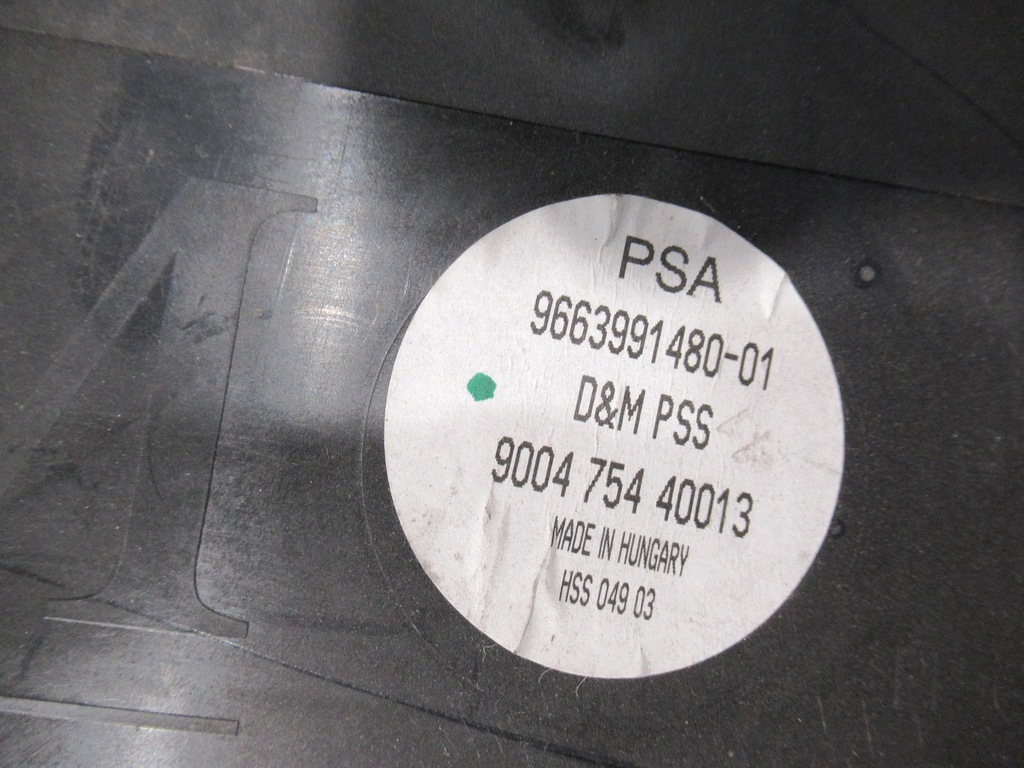 PSA
9663991480-01
D&M PSS
9004 754 40013
MADE IN HUNGARY
HSS 049 03